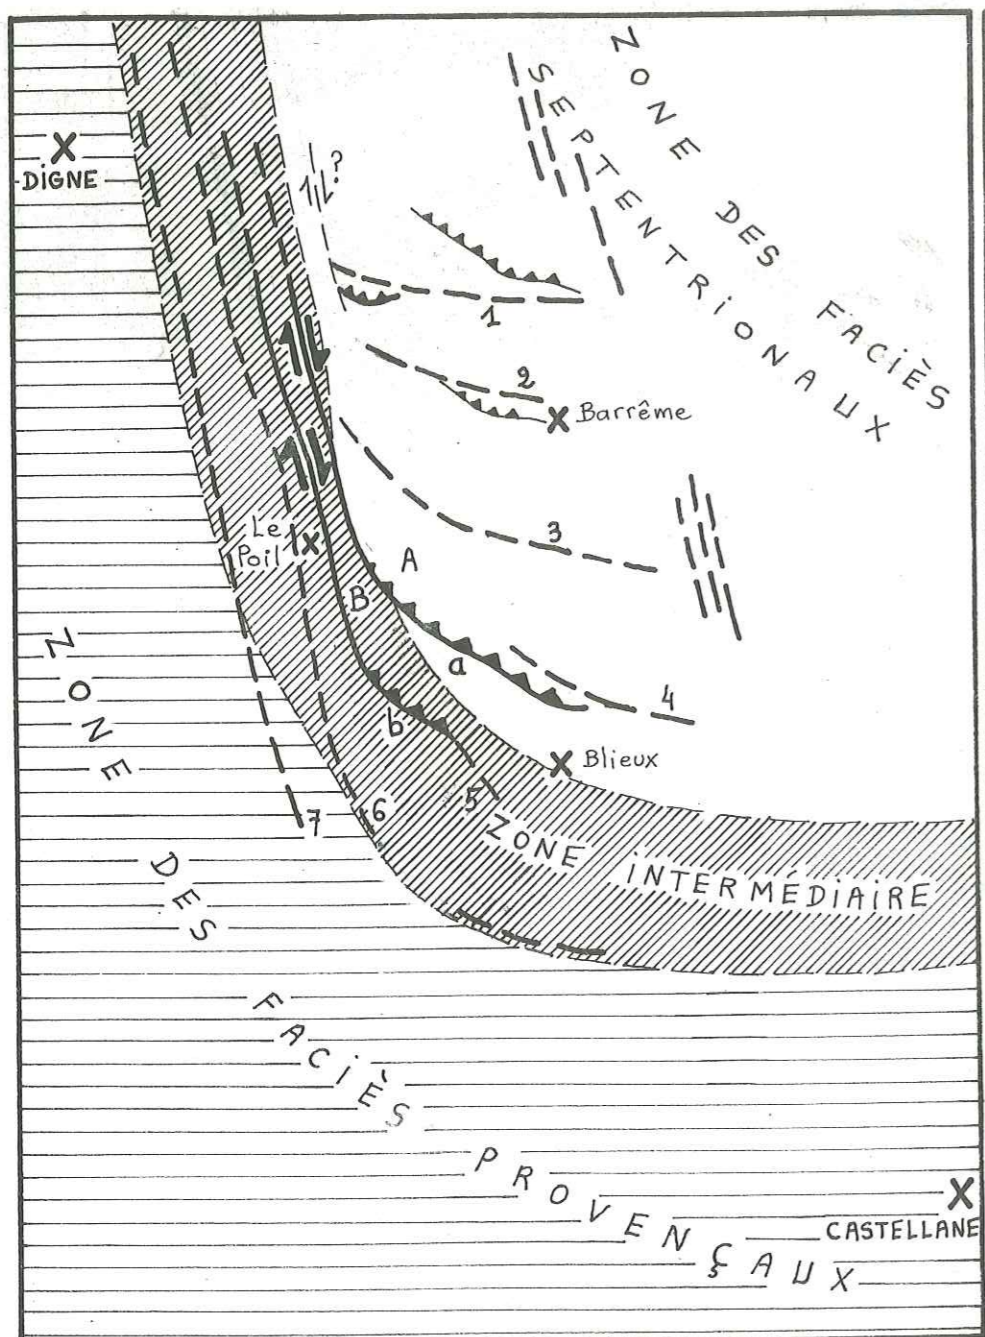 ZONE DES FACIÈS
SEPTENTRIONAUX
DiGNE
?
1
2
Barrême
3
Le
Poil
A
B
a
4
b
Blieux
5
6
7
ZONE INTERMÉDIAIRE
ZONE DES FACIÈS PROVENÇAUX
CASTELLANE